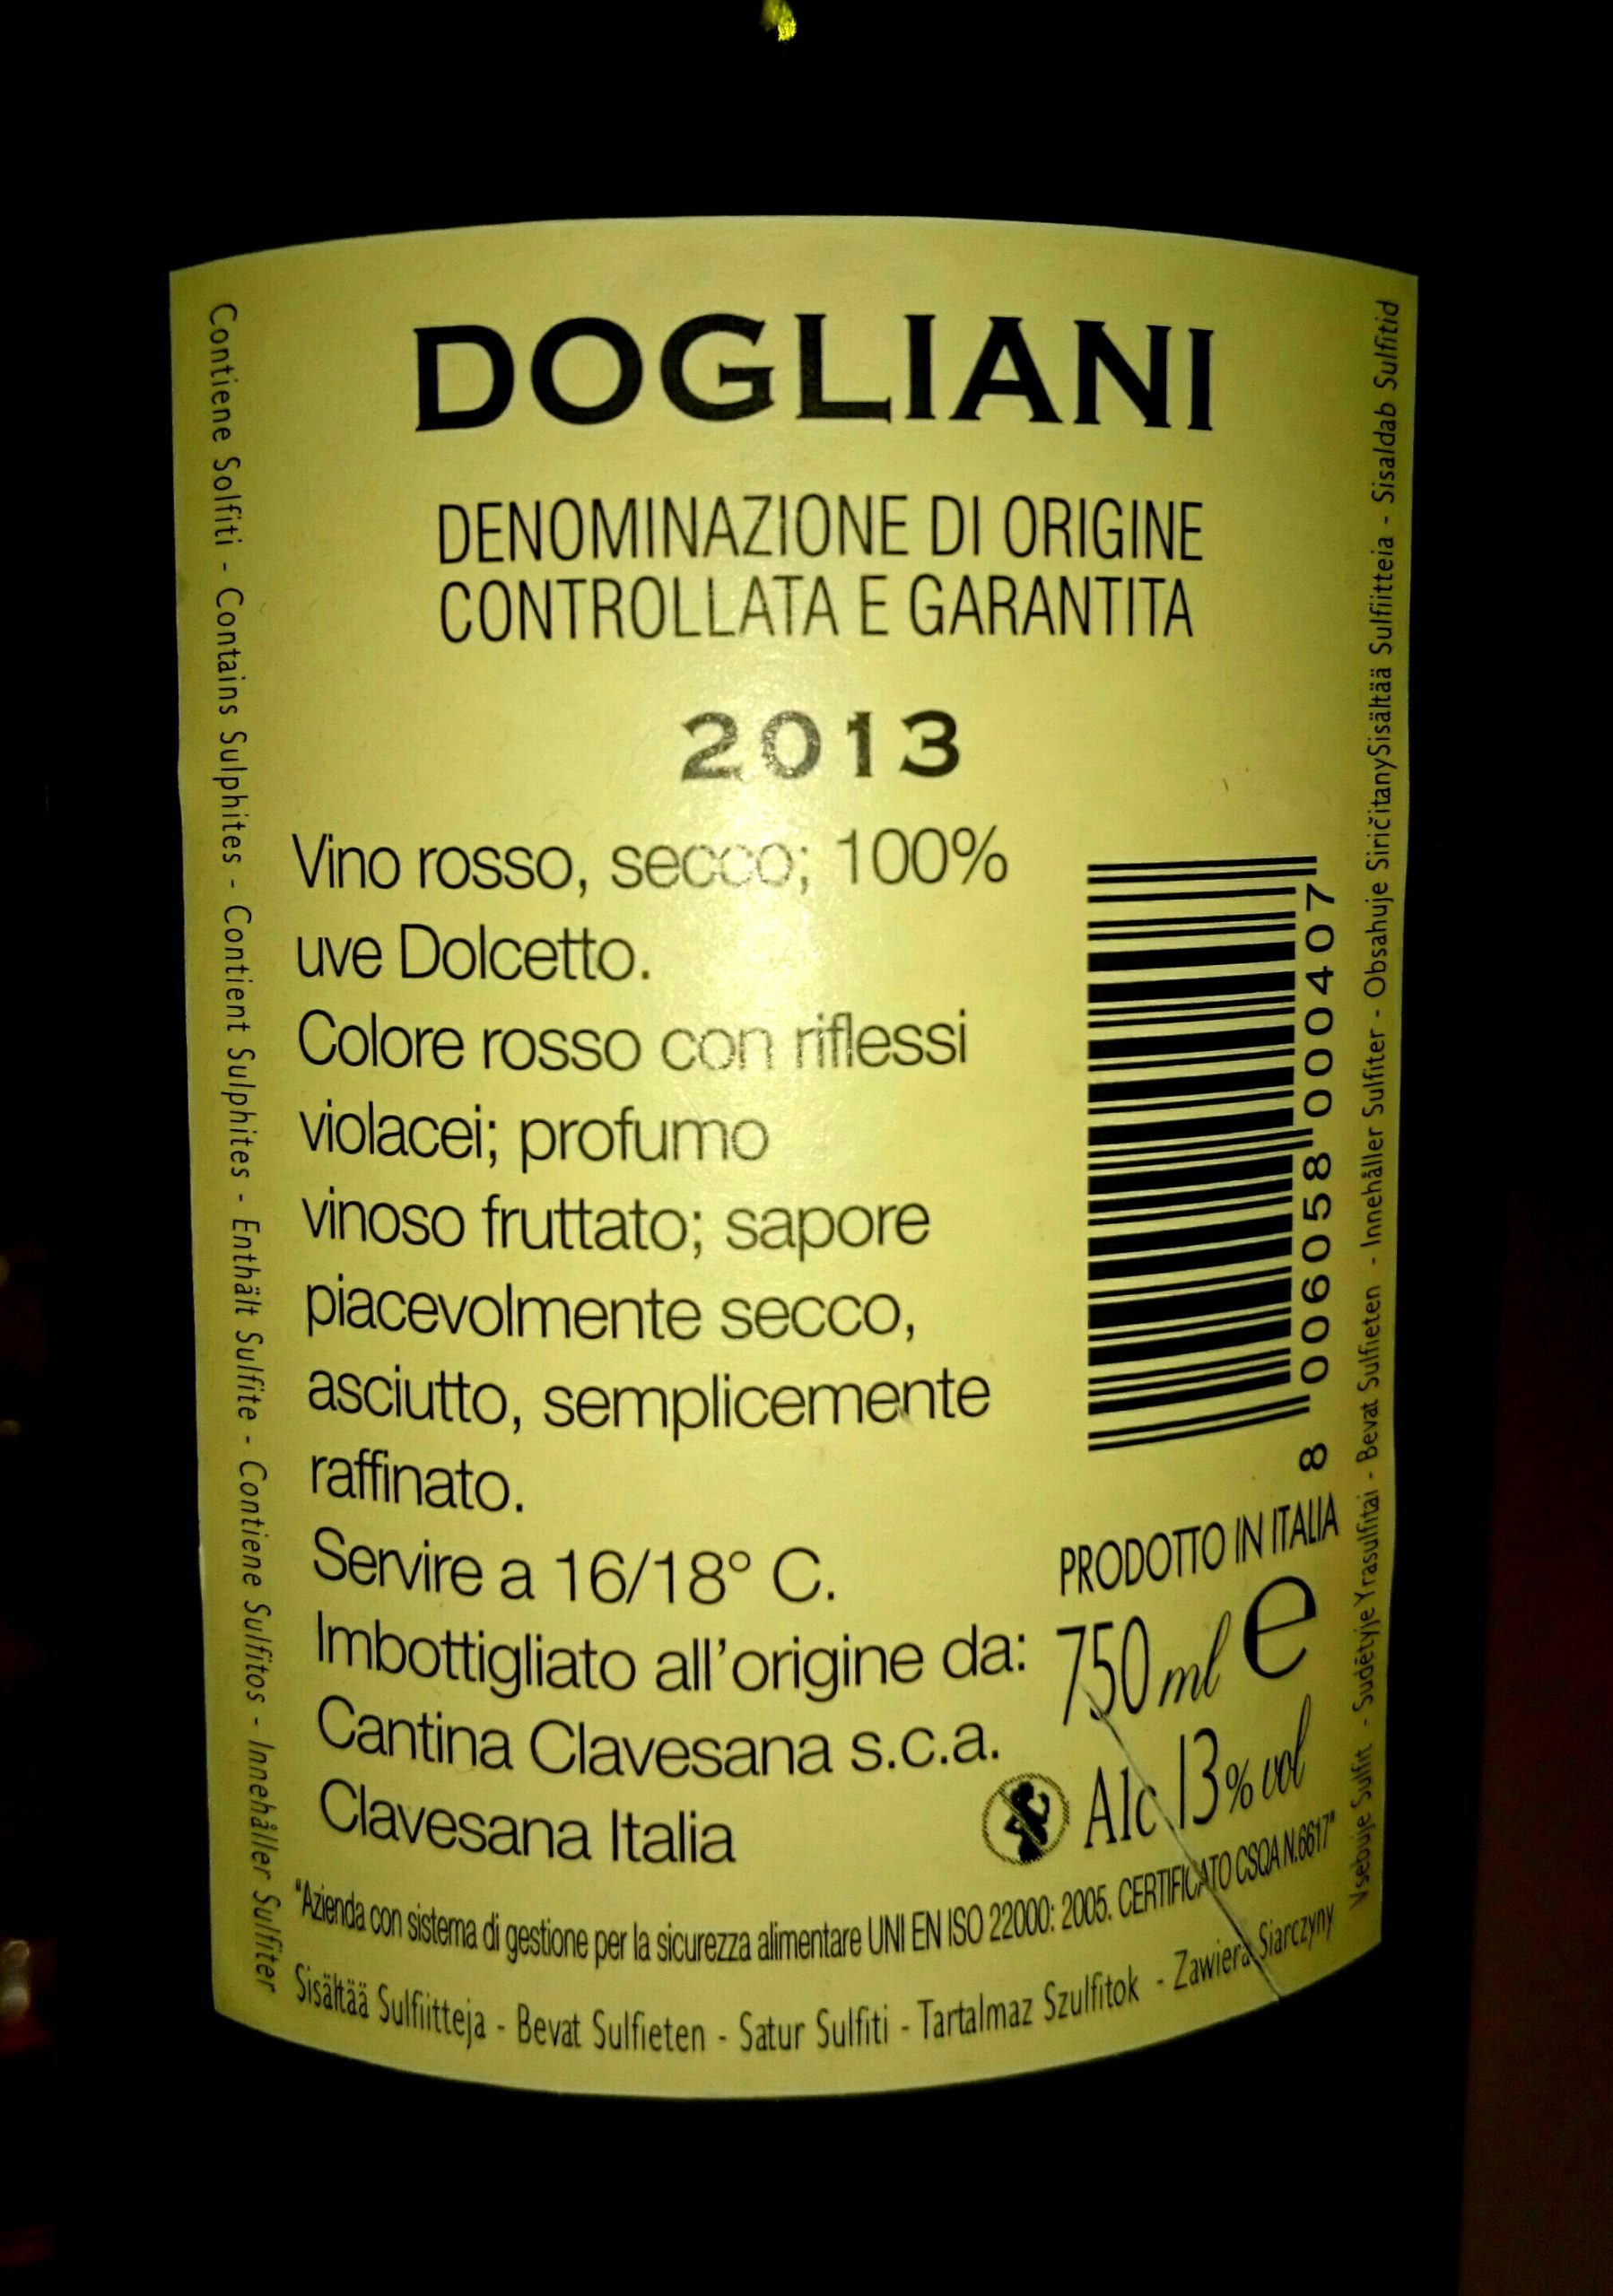 DOGLIANI
DENOMINAZIONE DI ORIGINE
CONTROLLATA E GARANTITA
2013
Vino rosso, secco; 100%
uve Dolcetto.
Colore rosso con riflessi
violacei; profumo
vinoso fruttato; sapore
piacevolmente secco,
asciutto, semplicemente
raffinato.
Servire a 16/18° C.
Imbottigliato all'origine da:
Cantina Clavesana s.c.a.
Clavesana Italia
8 006058 000407
PRODOTTO IN ITALIA
750 ml e
Alc 13% vol
"Azienda con sistema di gestione per la sicurezza alimentare UNI EN ISO 22000: 2005. CERTIFICATO CSQA N.6617"
Contiene Solfiti - Contains Sulphites - Contient Sulphites - Enthält Sulfite - Contiene Sulfitos - Innehåller Sulfiter
Sisältää Sulfiitteja - Bevat Sulfieten - Satur Sulfiti - Tartalmaz Szulfitok - Zawiera Siarczyny
Vsebuje Sulfit - Sudėtyje Yrasulfitai - Bevat Sulfieten - Innehåller Sulfiter - Obsahuje SiričitanySisältää Sulfiitteia - Sisaldab Sulfitid